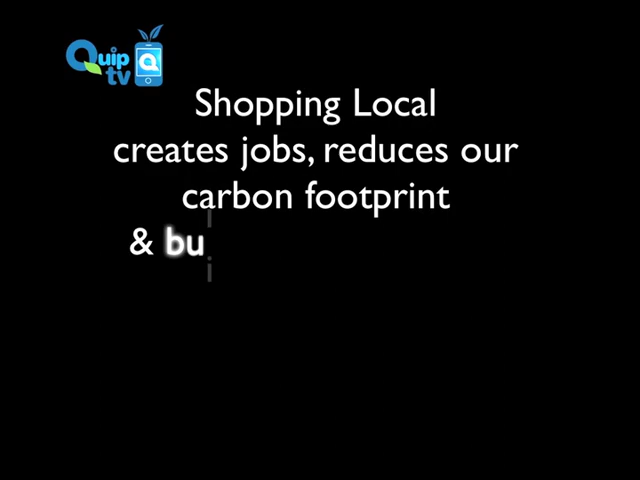 Quip
tv
Shopping Local
creates jobs, reduces our
carbon footprint
& bu